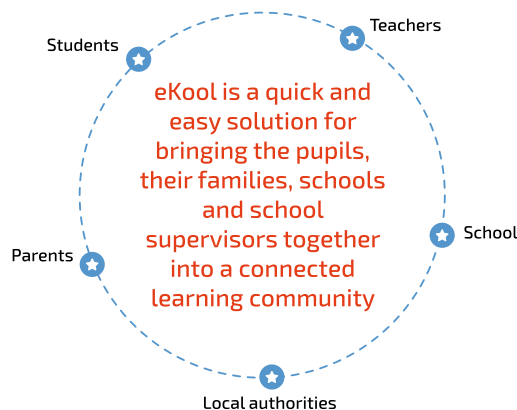 Teachers
Students
eKool is a quick and
easy solution for
bringing the pupils,
their families, schools
and school
supervisors together
into a connected
learning community
School
Parents
Local authorities